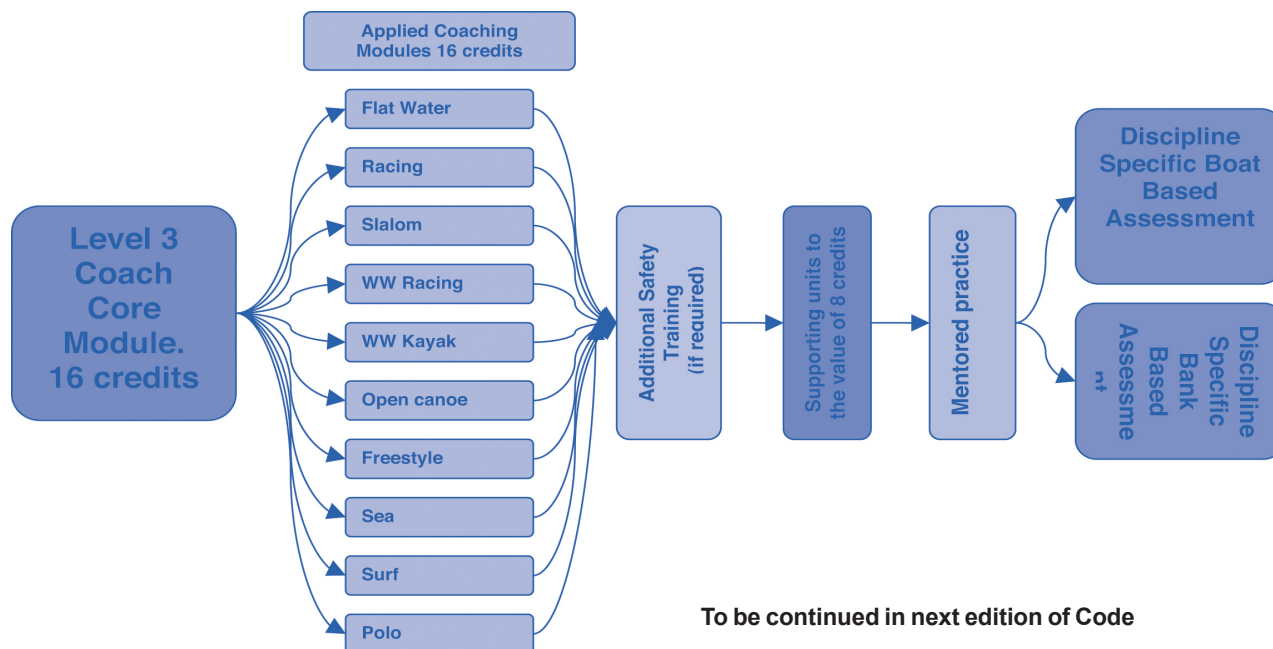 Applied Coaching
Modules 16 credits
Level 3
Coach
Core
Module.
16 credits
Flat Water
Racing
Slalom
WW Racing
WW Kayak
Open canoe
Freestyle
Sea
Surf
Polo
Additional Safety
Training
(if required)
Supporting units to
the value of 8 credits
Mentored practice
Discipline
Specific Boat
Based
Assessment
Discipline
Specific
Bank
Based
Assessme
nt
To be continued in next edition of Code